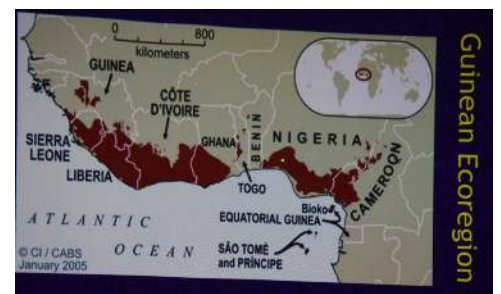 0 800
kilometers
GUINEA
CÔTE
D'IVOIRE
SIERRA
LEONE
LIBERIA
GHANA
TOGO
BENIN
NIGERIA
CAMEROON
Bioko
EQUATORIAL GUINEA
SÃO TOMÉ
and PRÍNCIPE
ATLANTIC
OCEAN
© CI / CABS
January 2005
Guinean Ecoregion